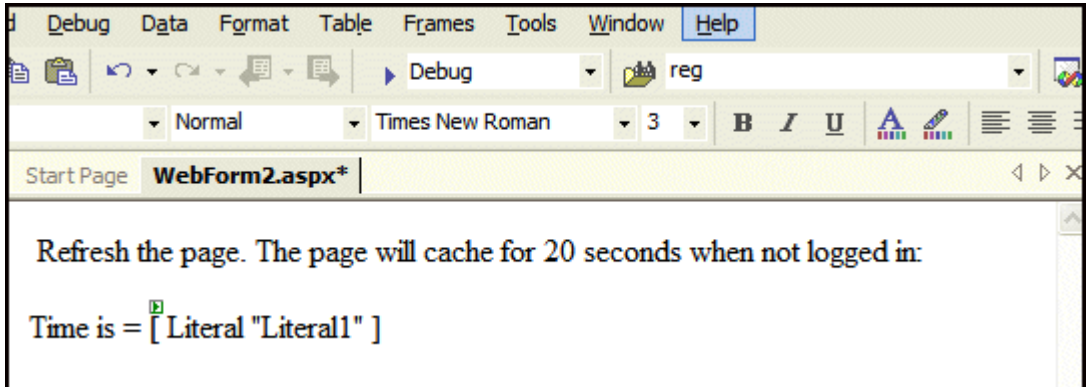 Debug Data Format Table Frames Tools Window Help
Debug reg
Normal Times New Roman 3 B I U A
Start Page WebForm2.aspx*
Refresh the page. The page will cache for 20 seconds when not logged in:
Time is = [ Literal "Literal1" ]